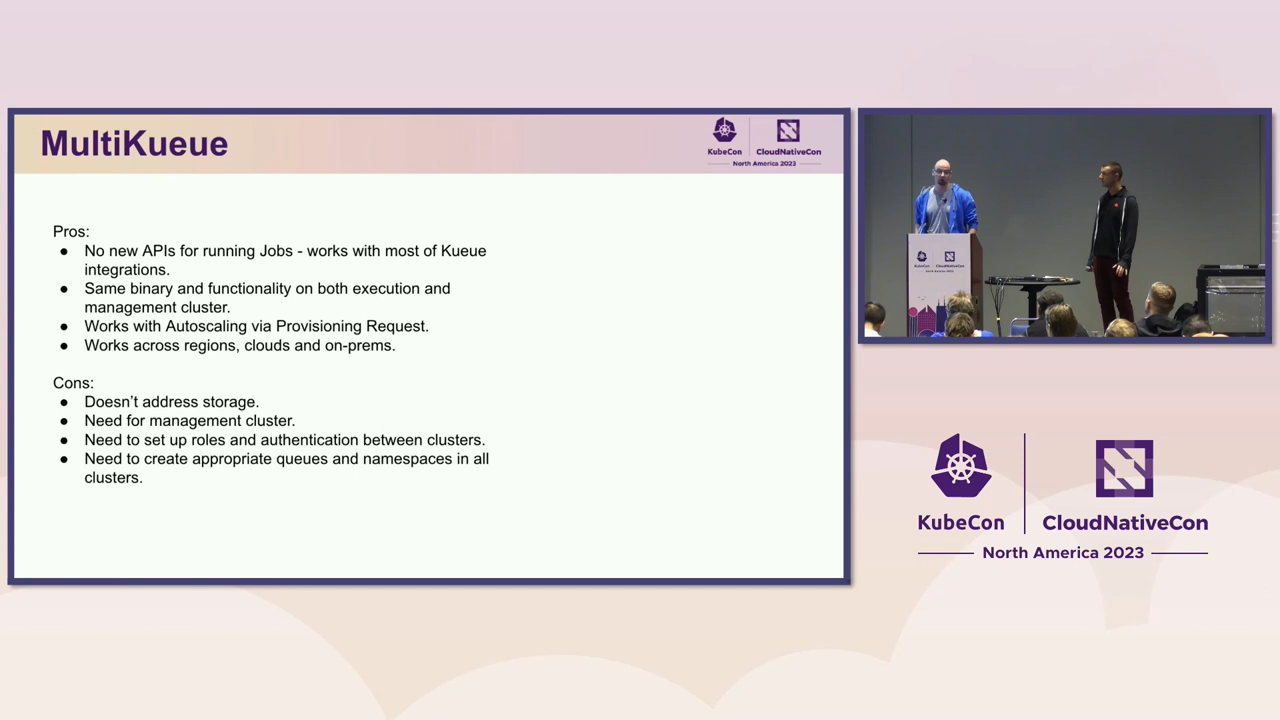 MultiKueue
KubeCon
CloudNativeCon
North America 2023
Pros:
● No new APIs for running Jobs - works with most of Kueue
integrations.
● Same binary and functionality on both execution and
management cluster.
● Works with Autoscaling via Provisioning Request.
● Works across regions, clouds and on-prems.
Cons:
● Doesn't address storage.
● Need for management cluster.
● Need to set up roles and authentication between clusters.
● Need to create appropriate queues and namespaces in all
clusters.
KubeCon
CloudNativeCon
KubeCon
CloudNativeCon
North America 2023